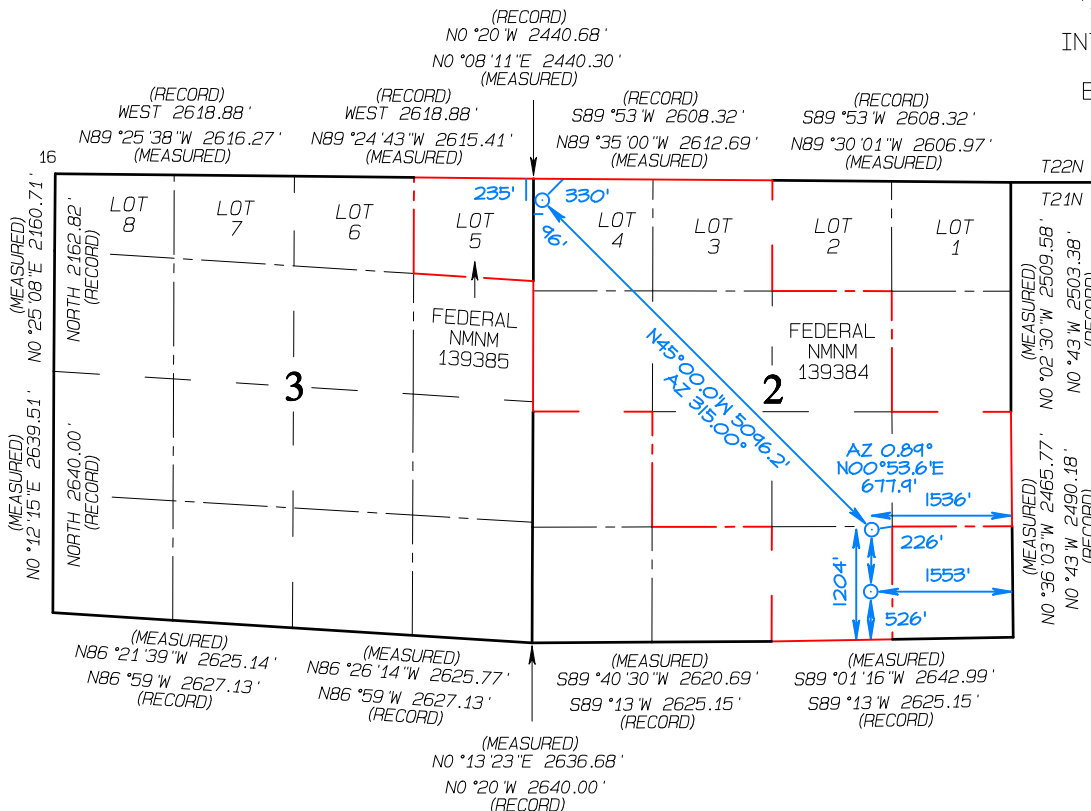 (RECORD)
N0°20'W 2440.68'
N0°08'11"E 2440.30'
(MEASURED)
(RECORD)
WEST 2618.88'
N89°25'38"W 2616.27'
(MEASURED)
(RECORD)
WEST 2618.88
N89°24'43"W 2615.41'
(MEASURED)
(RECORD)
S89°53'W 2608.32'
N89°35'00"W 2612.69'
(MEASURED)
(RECORD)
S89°53'W 2608.32'
N89°30'01"W 2606.97'
(MEASURED)
16
T22N
T21N
LOT
8
LOT
7
LOT
6
LOT
5
LOT
4
LOT
3
LOT
2
LOT
1
235'
330'
96'
(MEASURED)
N0°25'08"E 2160.71'
NORTH 2162.82'
(RECORD)
(MEASURED)
N0°12'15"E 2639.51'
NORTH 2640.00'
(RECORD)
FEDERAL
NMNM
139385
FEDERAL
NMNM
139384
3
2
N45°00.0'W 5096.2'
AZ 315.00°
AZ 0.89°
N00°53.6'E
677.9'
1536'
226'
1204'
1553'
526'
(MEASURED)
N0°02'30"W 2509.58'
N0°43'W 2503.38'
(RECORD)
(MEASURED)
N0°36'03"W 2465.77'
N0°43'W 2490.18'
(RECORD)
(MEASURED)
N86°21'39"W 2625.14'
N86°59'W 2627.13'
(RECORD)
(MEASURED)
N86°26'14"W 2625.77'
N86°59'W 2627.13'
(RECORD)
(MEASURED)
S89°40'30"W 2620.69'
S89°13'W 2625.15'
(RECORD)
(MEASURED)
S89°01'16"W 2642.99'
S89°13'W 2625.15'
(RECORD)
(MEASURED)
N0°13'23"E 2636.68'
N0°20'W 2640.00'
(RECORD)